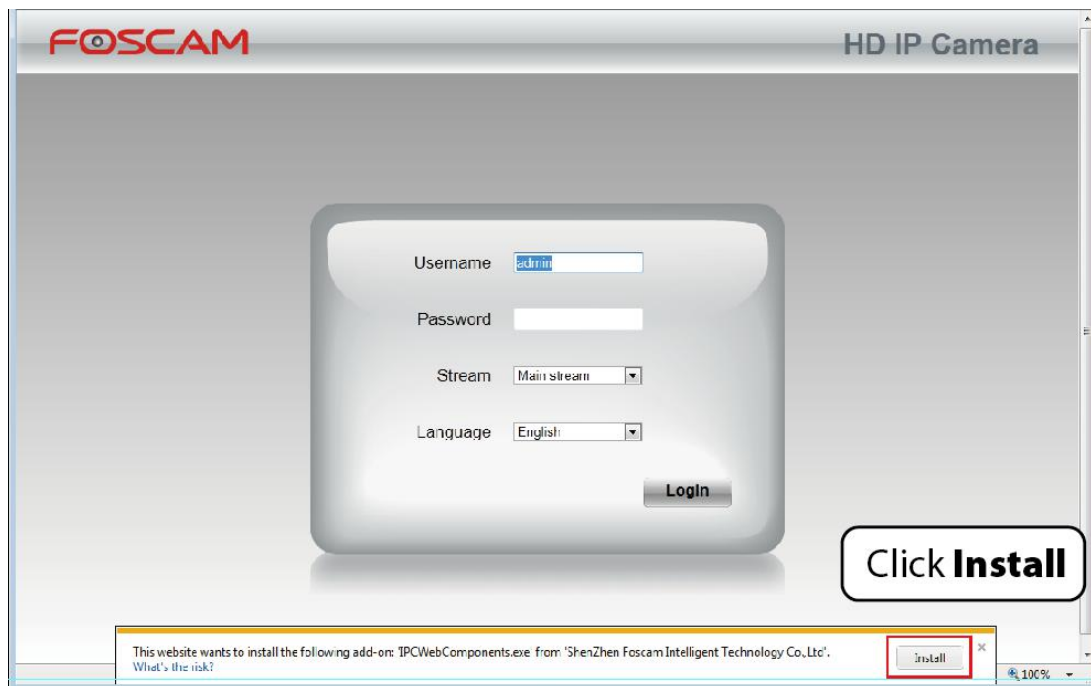 FOSCAM
HD IP Camera
Username admin
Password
Stream Main stream
Language English
Login
Click Install
This website wants to install the following add-on: 'IPCWebComponents.exe' from 'ShenZhen Foscam Intelligent Technology Co.,Ltd'.
What's the risk?
Install
100%